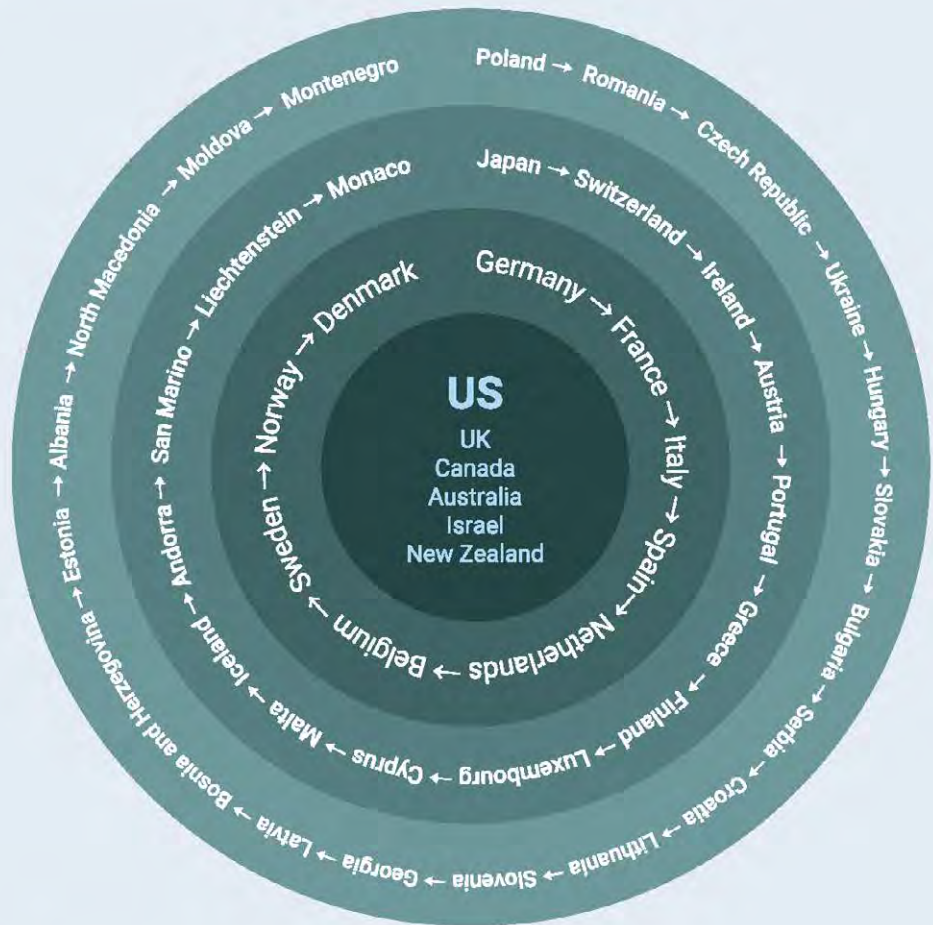 US
UK
Canada
Australia
Israel
New Zealand
Germany → France → Italy → Spain → Netherlands → Belgium → Sweden → Norway → Denmark
Japan → Switzerland → Ireland → Austria → Portugal → Greece → Finland → Luxembourg → Cyprus → Malta → Iceland → Andorra → San Marino → Liechtenstein → Monaco
Poland → Romania → Czech Republic → Ukraine → Hungary → Slovakia → Bulgaria → Serbia → Croatia → Lithuania → Slovenia → Georgia → Latvia → Bosnia and Herzegovina → Estonia → Albania → North Macedonia → Moldova → Montenegro